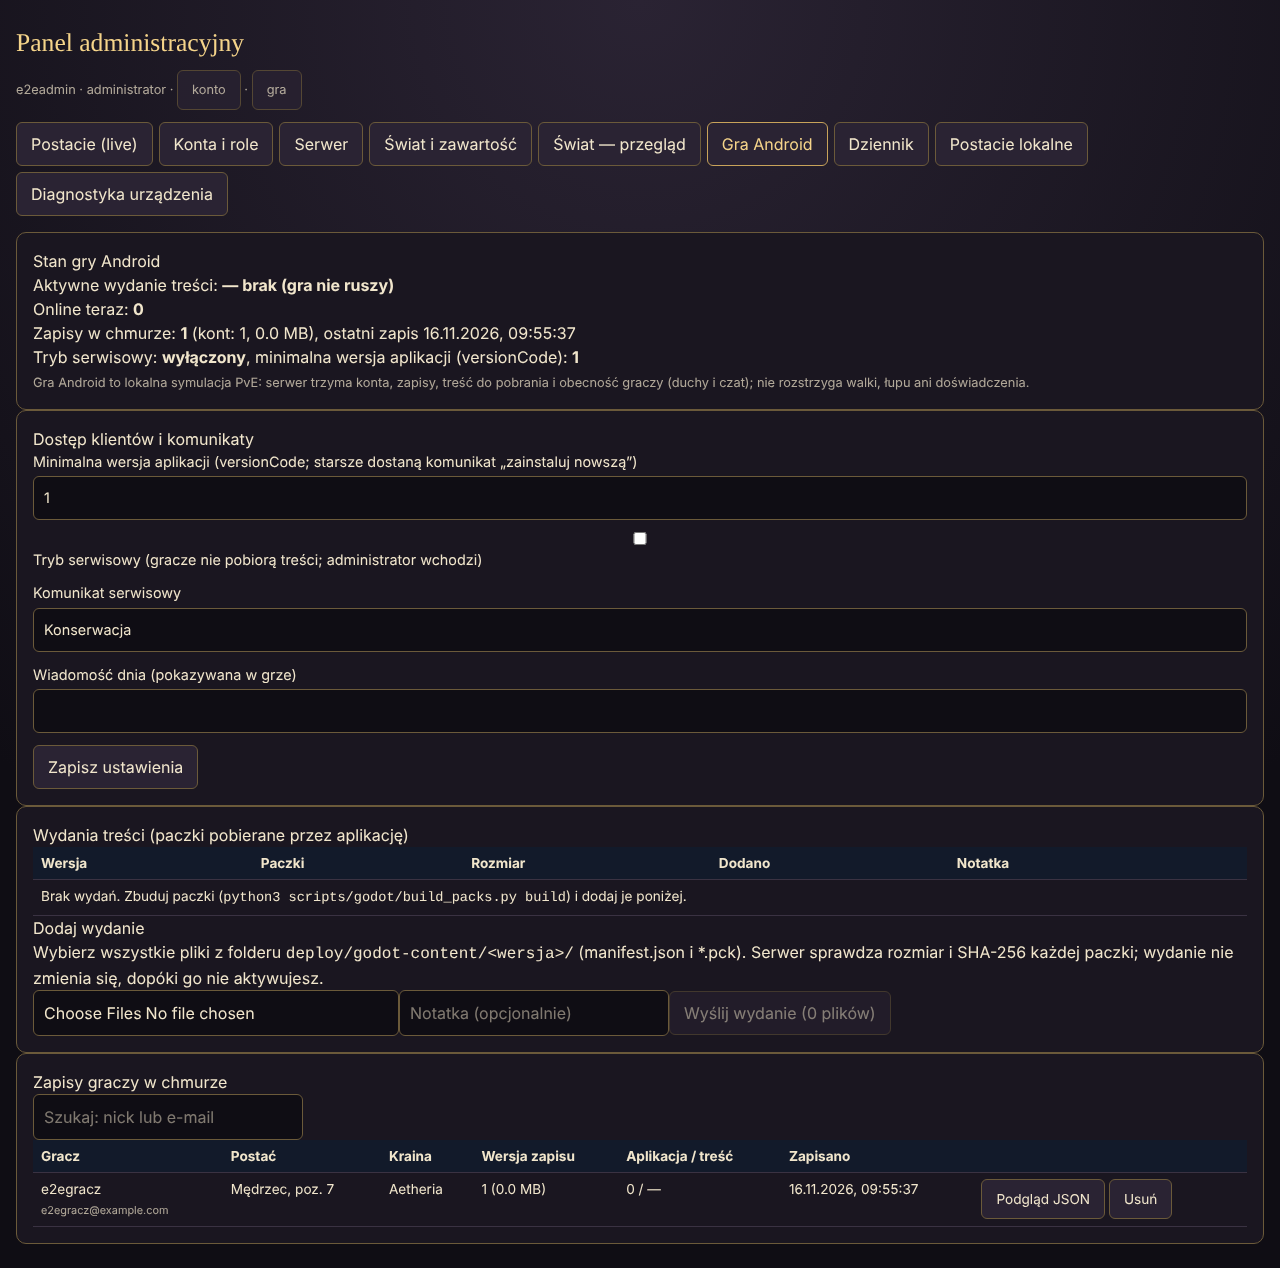 Panel administracyjny
e2eadmin · administrator · konto · gra
Postacie (live) Konta i role Serwer Świat i zawartość Świat — przegląd Gra Android Dziennik Postacie lokalne
Diagnostyka urządzenia
Stan gry Android
Aktywne wydanie treści: — brak (gra nie ruszy)
Online teraz: 0
Zapisy w chmurze: 1 (kont: 1, 0.0 MB), ostatni zapis 16.11.2026, 09:55:37
Tryb serwisowy: wyłączony, minimalna wersja aplikacji (versionCode): 1
Gra Android to lokalna symulacja PvE: serwer trzyma konta, zapisy, treść do pobrania i obecność graczy (duchy i czat); nie rozstrzyga walki, łupu ani doświadczenia.
Dostęp klientów i komunikaty
Minimalna wersja aplikacji (versionCode; starsze dostaną komunikat „zainstaluj nowszą”)
1
Tryb serwisowy (gracze nie pobiorą treści; administrator wchodzi)
Komunikat serwisowy
Konserwacja
Wiadomość dnia (pokazywana w grze)
Zapisz ustawienia
Wydania treści (paczki pobierane przez aplikację)
Wersja Paczki Rozmiar Dodano Notatka
Brak wydań. Zbuduj paczki (python3 scripts/godot/build_packs.py build) i dodaj je poniżej.
Dodaj wydanie
Wybierz wszystkie pliki z folderu deploy/godot-content/<wersja>/ (manifest.json i *.pck). Serwer sprawdza rozmiar i SHA-256 każdej paczki; wydanie nie
zmienia się, dopóki go nie aktywujesz.
Choose Files No file chosen Notatka (opcjonalnie) Wyślij wydanie (0 plików)
Zapisy graczy w chmurze
Szukaj: nick lub e-mail
Gracz Postać Kraina Wersja zapisu Aplikacja / treść Zapisano
e2egracz Mędrzec, poz. 7 Aetheria 1 (0.0 MB) 0 / — 16.11.2026, 09:55:37 Podgląd JSON Usuń
e2egracz@example.com